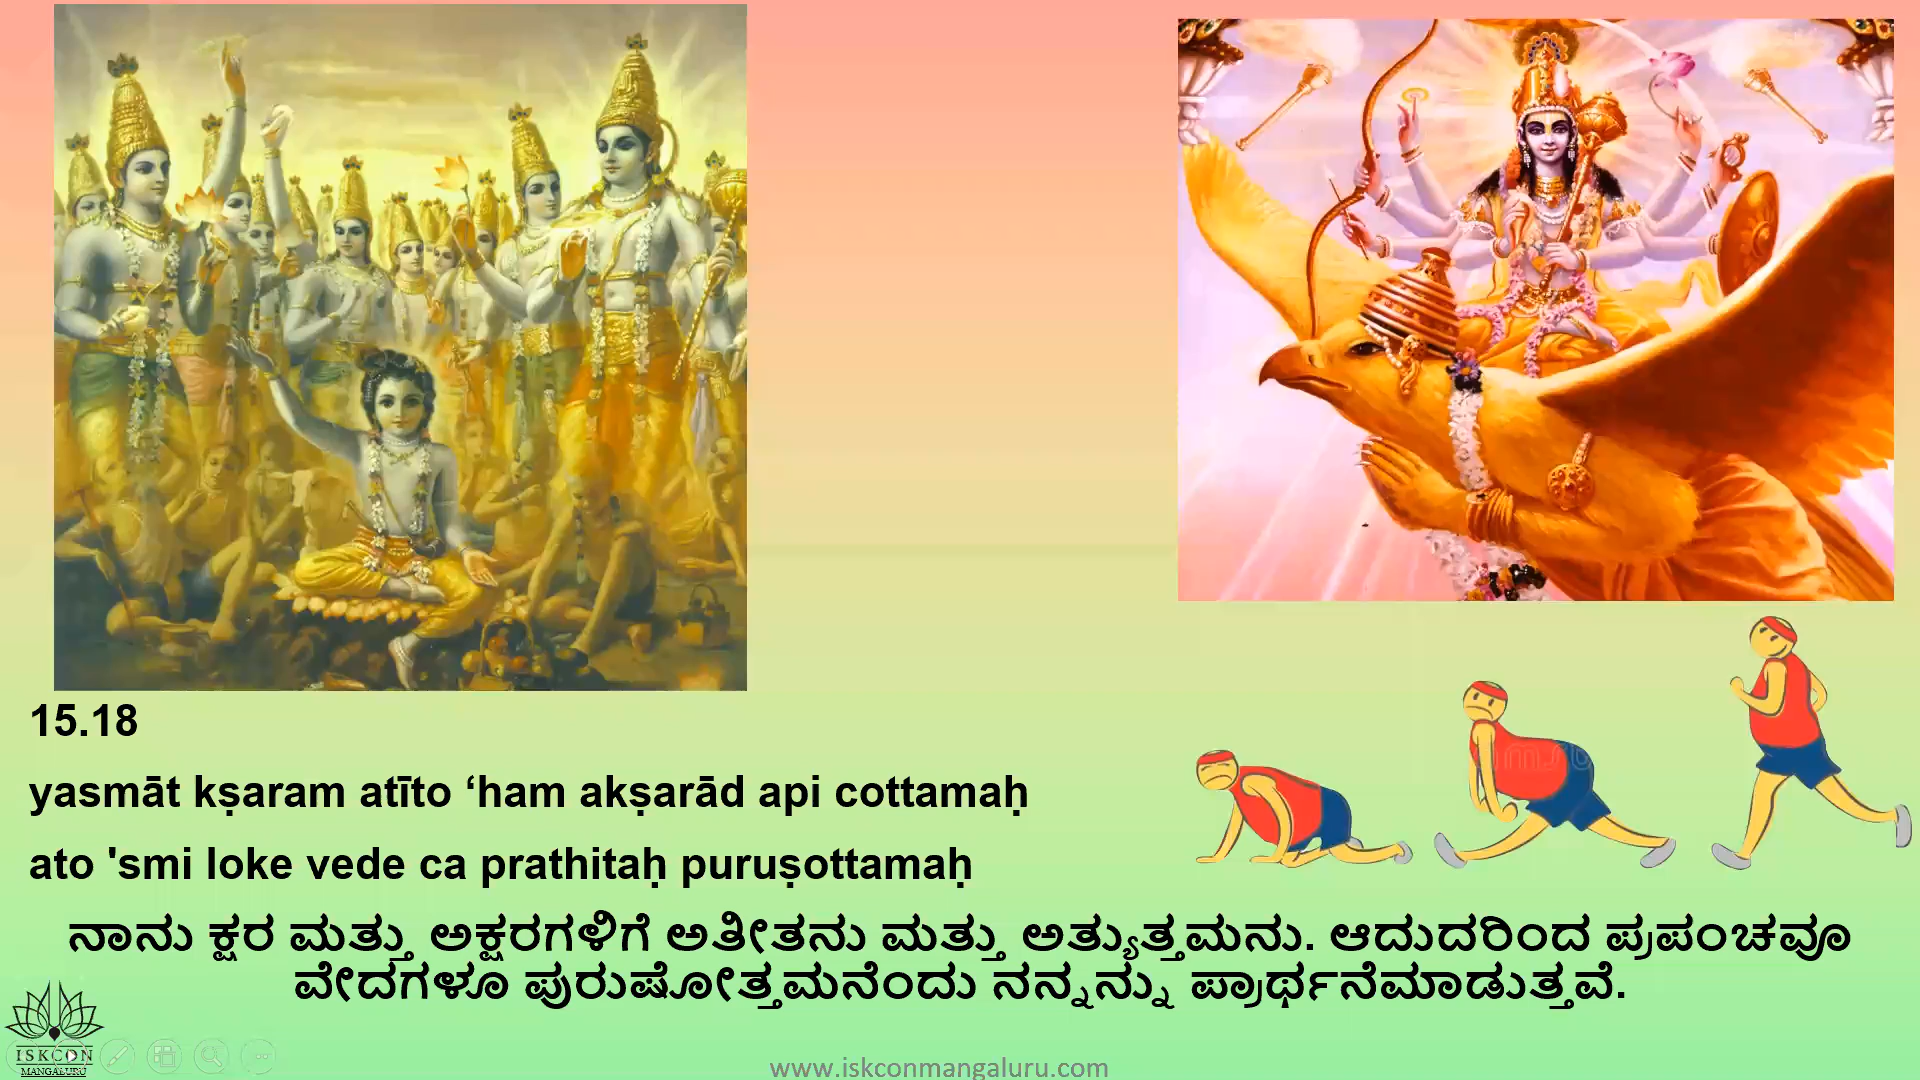 15.18
yasmāt kṣaram atīto ‘ham akṣarād api cottamaḥ
ato 'smi loke vede ca prathitaḥ puruṣottamaḥ
ನಾನು ಕ್ಷರ ಮತ್ತು ಅಕ್ಷರಗಳಿಗೆ ಅತೀತನು ಮತ್ತು ಅತ್ಯುತ್ತಮನು. ಆದುದರಿಂದ ಪ್ರಪಂಚವೂ
ವೇದಗಳೂ ಪುರುಷೋತ್ತಮನೆಂದು ನನ್ನನ್ನು ಪ್ರಾರ್ಥನೆಮಾಡುತ್ತವೆ.
ISKCON
MANGALURU
www.iskconmangaluru.com